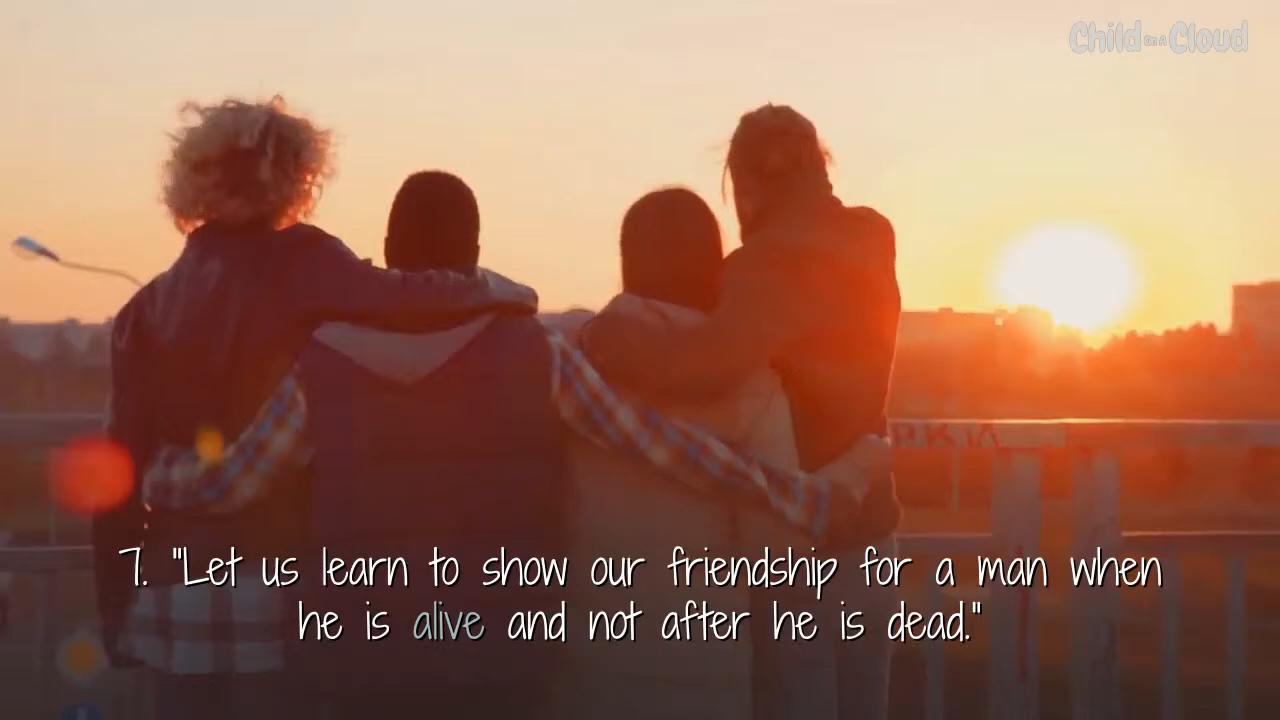 Child On A Cloud
7. "Let us learn to show our friendship for a man when
he is alive and not after he is dead."